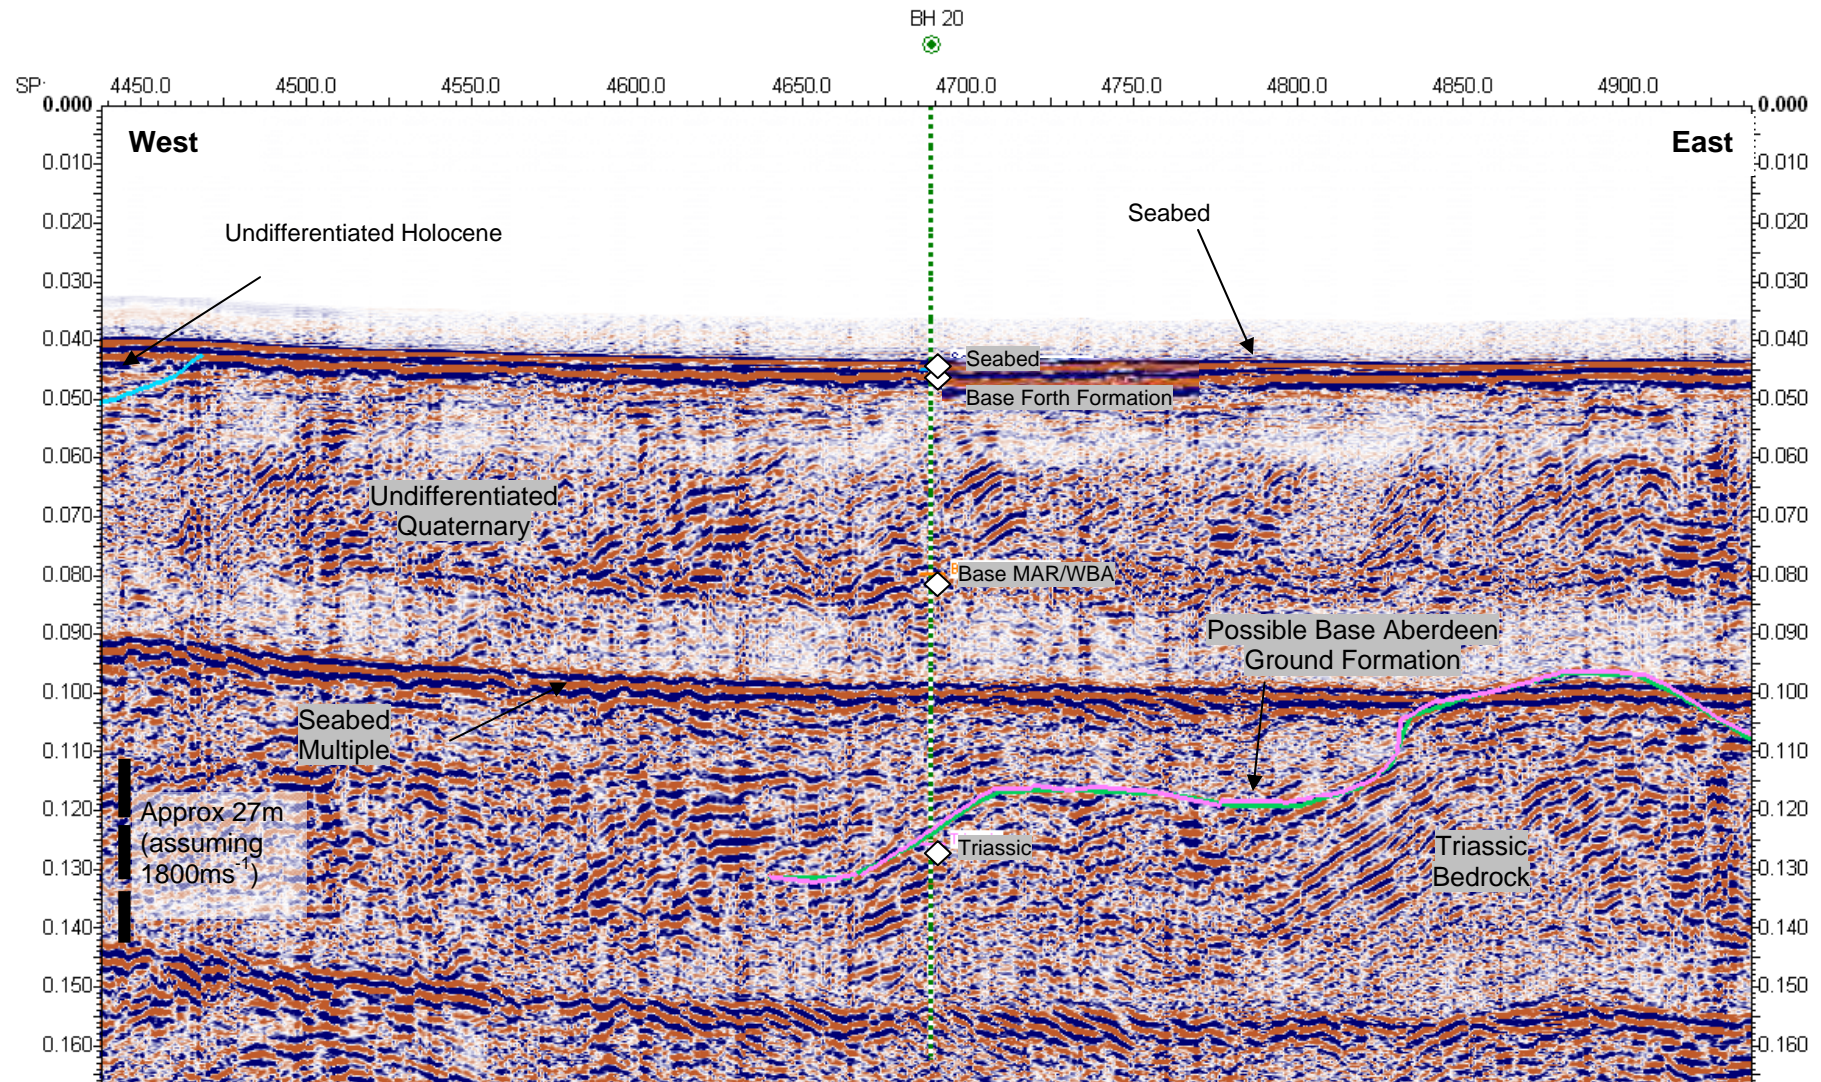 BH 20
SP: 4450.0 4500.0 4550.0 4600.0 4650.0 4700.0 4750.0 4800.0 4850.0 4900.0
0.000 0.000
West East
0.010 0.010
Seabed
0.020 0.020
Undifferentiated Holocene
0.030 0.030
0.040 0.040
Seabed
0.050 Base Forth Formation 0.050
0.060 0.060
Undifferentiated
Quaternary
0.070 0.070
0.080 Base MAR/WBA 0.080
0.090 0.090
Possible Base Aberdeen
Ground Formation
0.100 0.100
Seabed
Multiple
0.110 0.110
0.120 0.120
Approx 27m
(assuming
1800ms⁻¹)
Triassic
Triassic
Bedrock
0.130 0.130
0.140 0.140
0.150 0.150
0.160 0.160